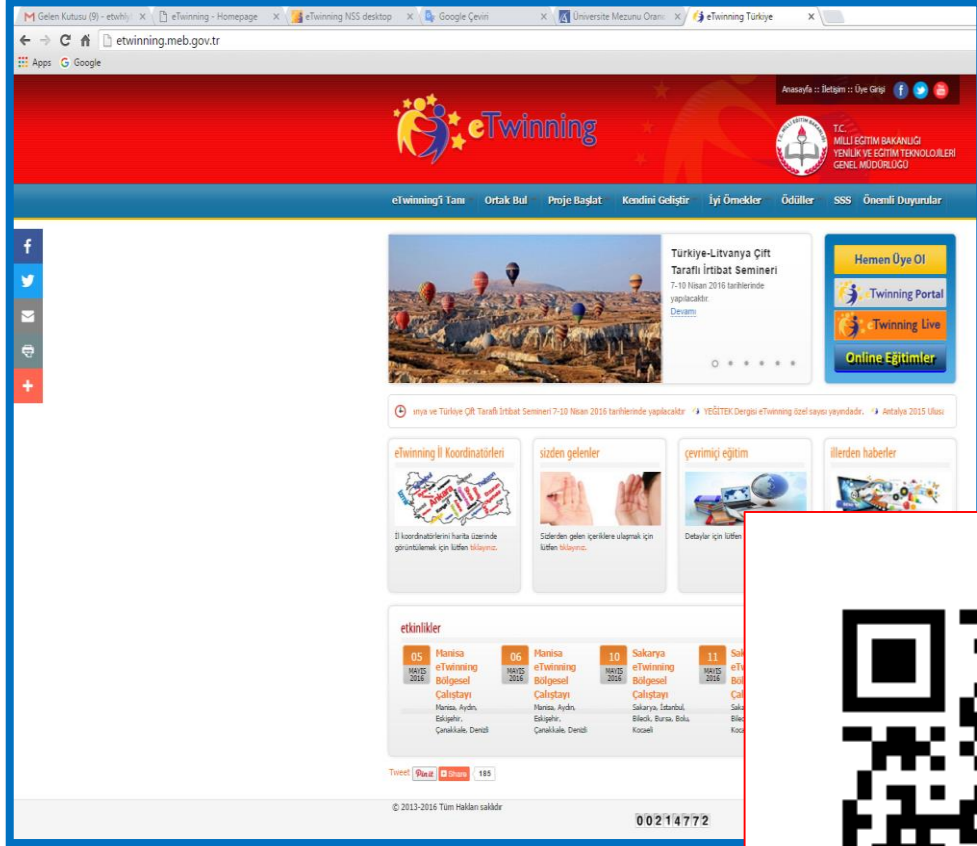 Gelen Kutusu (9) - etwhly
eTwinning - Homepage
eTwinning NSS desktop
Google Çeviri
Üniversite Mezunu Oranı
eTwinning Türkiye
etwinning.meb.gov.tr
Apps
Google
Anasayfa :: İletişim :: Üye Girişi
eTwinning
T.C.
MİLLİ EĞİTİM BAKANLIĞI
YENİLİK VE EĞİTİM TEKNOLOJİLERİ
GENEL MÜDÜRLÜĞÜ
eTwinning'i Tanı
Ortak Bul
Proje Başlat
Kendini Geliştir
İyi Örnekler
Ödüller
SSS
Önemli Duyurular
Türkiye-Litvanya Çift
Taraflı İrtibat Semineri
7-10 Nisan 2016 tarihlerinde
yapılacaktır.
Devamı
Hemen Üye Ol
eTwinning Portal
eTwinning Live
Online Eğitimler
anya ve Türkiye Çift Taraflı İrtibat Semineri 7-10 Nisan 2016 tarihlerinde yapılacaktır
YEĞİTEK Dergisi eTwinning özel sayısı yayındadır.
Antalya 2015 Ulusa
eTwinning İl Koordinatörleri
İl koordinatörlerini harita üzerinde
görüntülemek için lütfen tıklayınız.
sizden gelenler
Sizlerden gelen içeriklere ulaşmak için
lütfen tıklayınız.
çevrimiçi eğitim
Detaylar için lütfen
illerden haberler
etkinlikler
05
MAYIS
2016
Manisa
eTwinning
Bölgesel
Çalıştayı
Manisa, Aydın,
Eskişehir,
Çanakkale, Denizli
06
MAYIS
2016
Manisa
eTwinning
Bölgesel
Çalıştayı
Manisa, Aydın,
Eskişehir,
Çanakkale, Denizli
10
MAYIS
2016
Sakarya
eTwinning
Bölgesel
Çalıştayı
Sakarya, İstanbul,
Bilecik, Bursa, Bolu,
Kocaeli
11
MAYIS
2016
Tweet
Pin it
Share
185
© 2013-2016 Tüm Hakları saklıdır
00214772